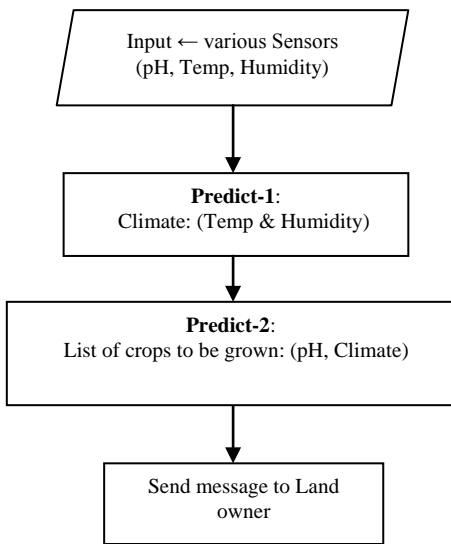 Input ← various Sensors
(pH, Temp, Humidity)
Predict-1:
Climate: (Temp & Humidity)
Predict-2:
List of crops to be grown: (pH, Climate)
Send message to Land
owner